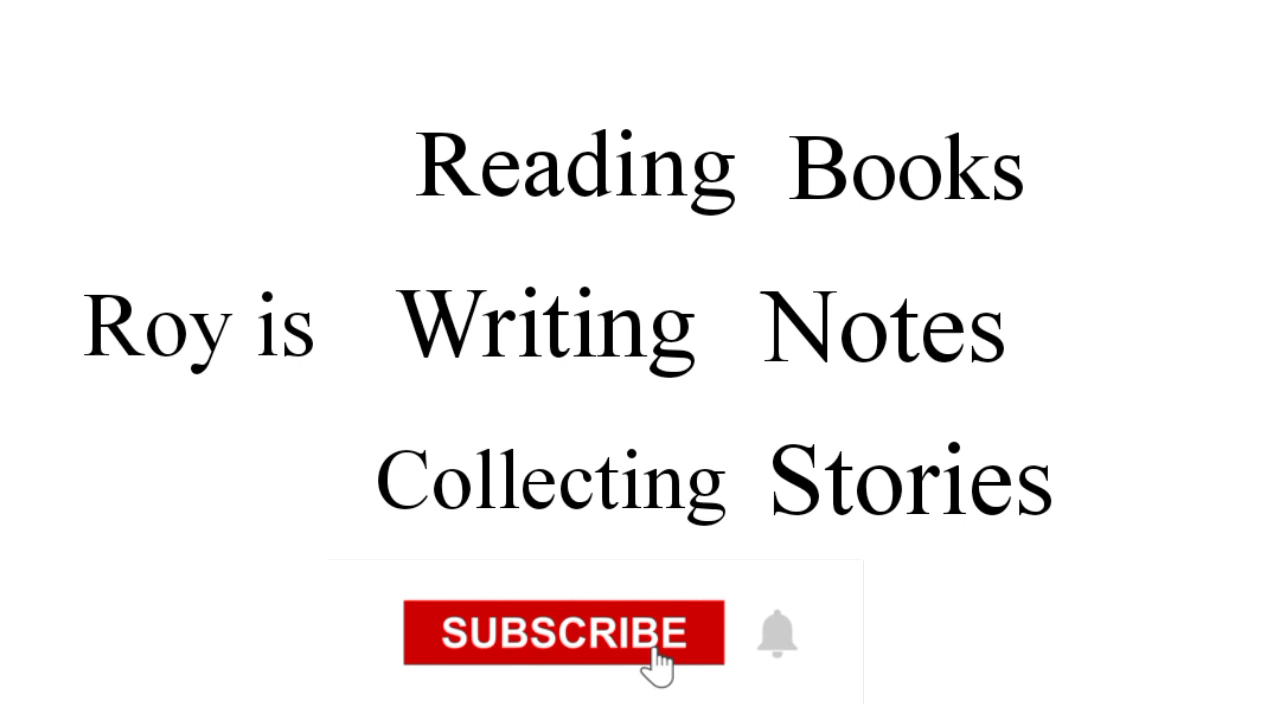 Reading Books
Roy is Writing Notes
Collecting Stories
SUBSCRIBE